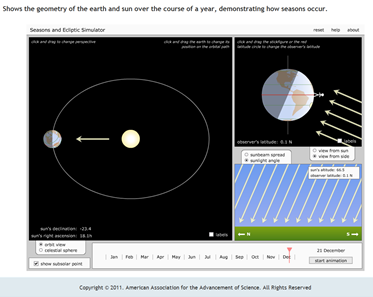 Shows the geometry of the earth and sun over the course of a year, demonstrating how seasons occur.
Seasons and Ecliptic Simulator
reset help about
click and drag to change perspective
click and drag the earth to change its
position on the orbital path
click and drag the stickfigure or the red
latitude circle to change the observer's latitude
observer's latitude: 0.1 N
labels
sunbeam spread
sunlight angle
view from sun
view from side
sun's altitude: 66.5
observer latitude: 0.1 N
N
S
sun's declination: -23.4
sun's right ascension: 18.1h
labels
orbit view
celestial sphere
show subsolar point
Jan Feb Mar Apr May Jun Jul Aug Sep Oct Nov Dec
21 December
start animation
Copyright © 2011. American Association for the Advancement of Science. All Rights Reserved